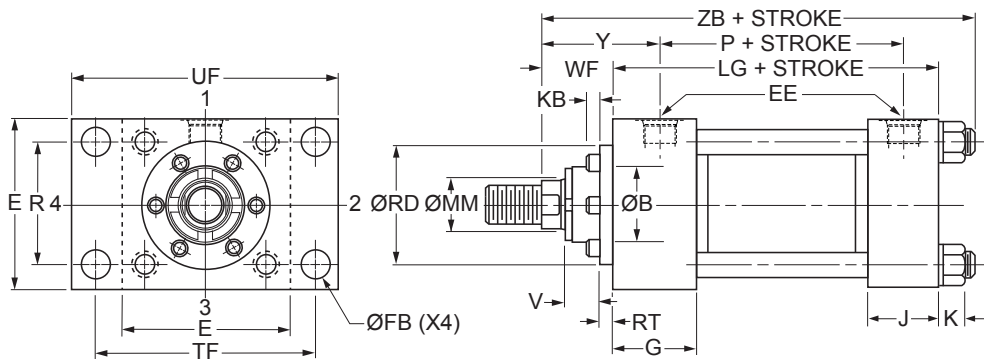 ZB + STROKE
Y
P + STROKE
UF
WF
LG + STROKE
1
KB
EE
E
R
4
2
ØRD
ØMM
ØB
3
V
E
ØFB (X4)
RT
J
K
TF
G